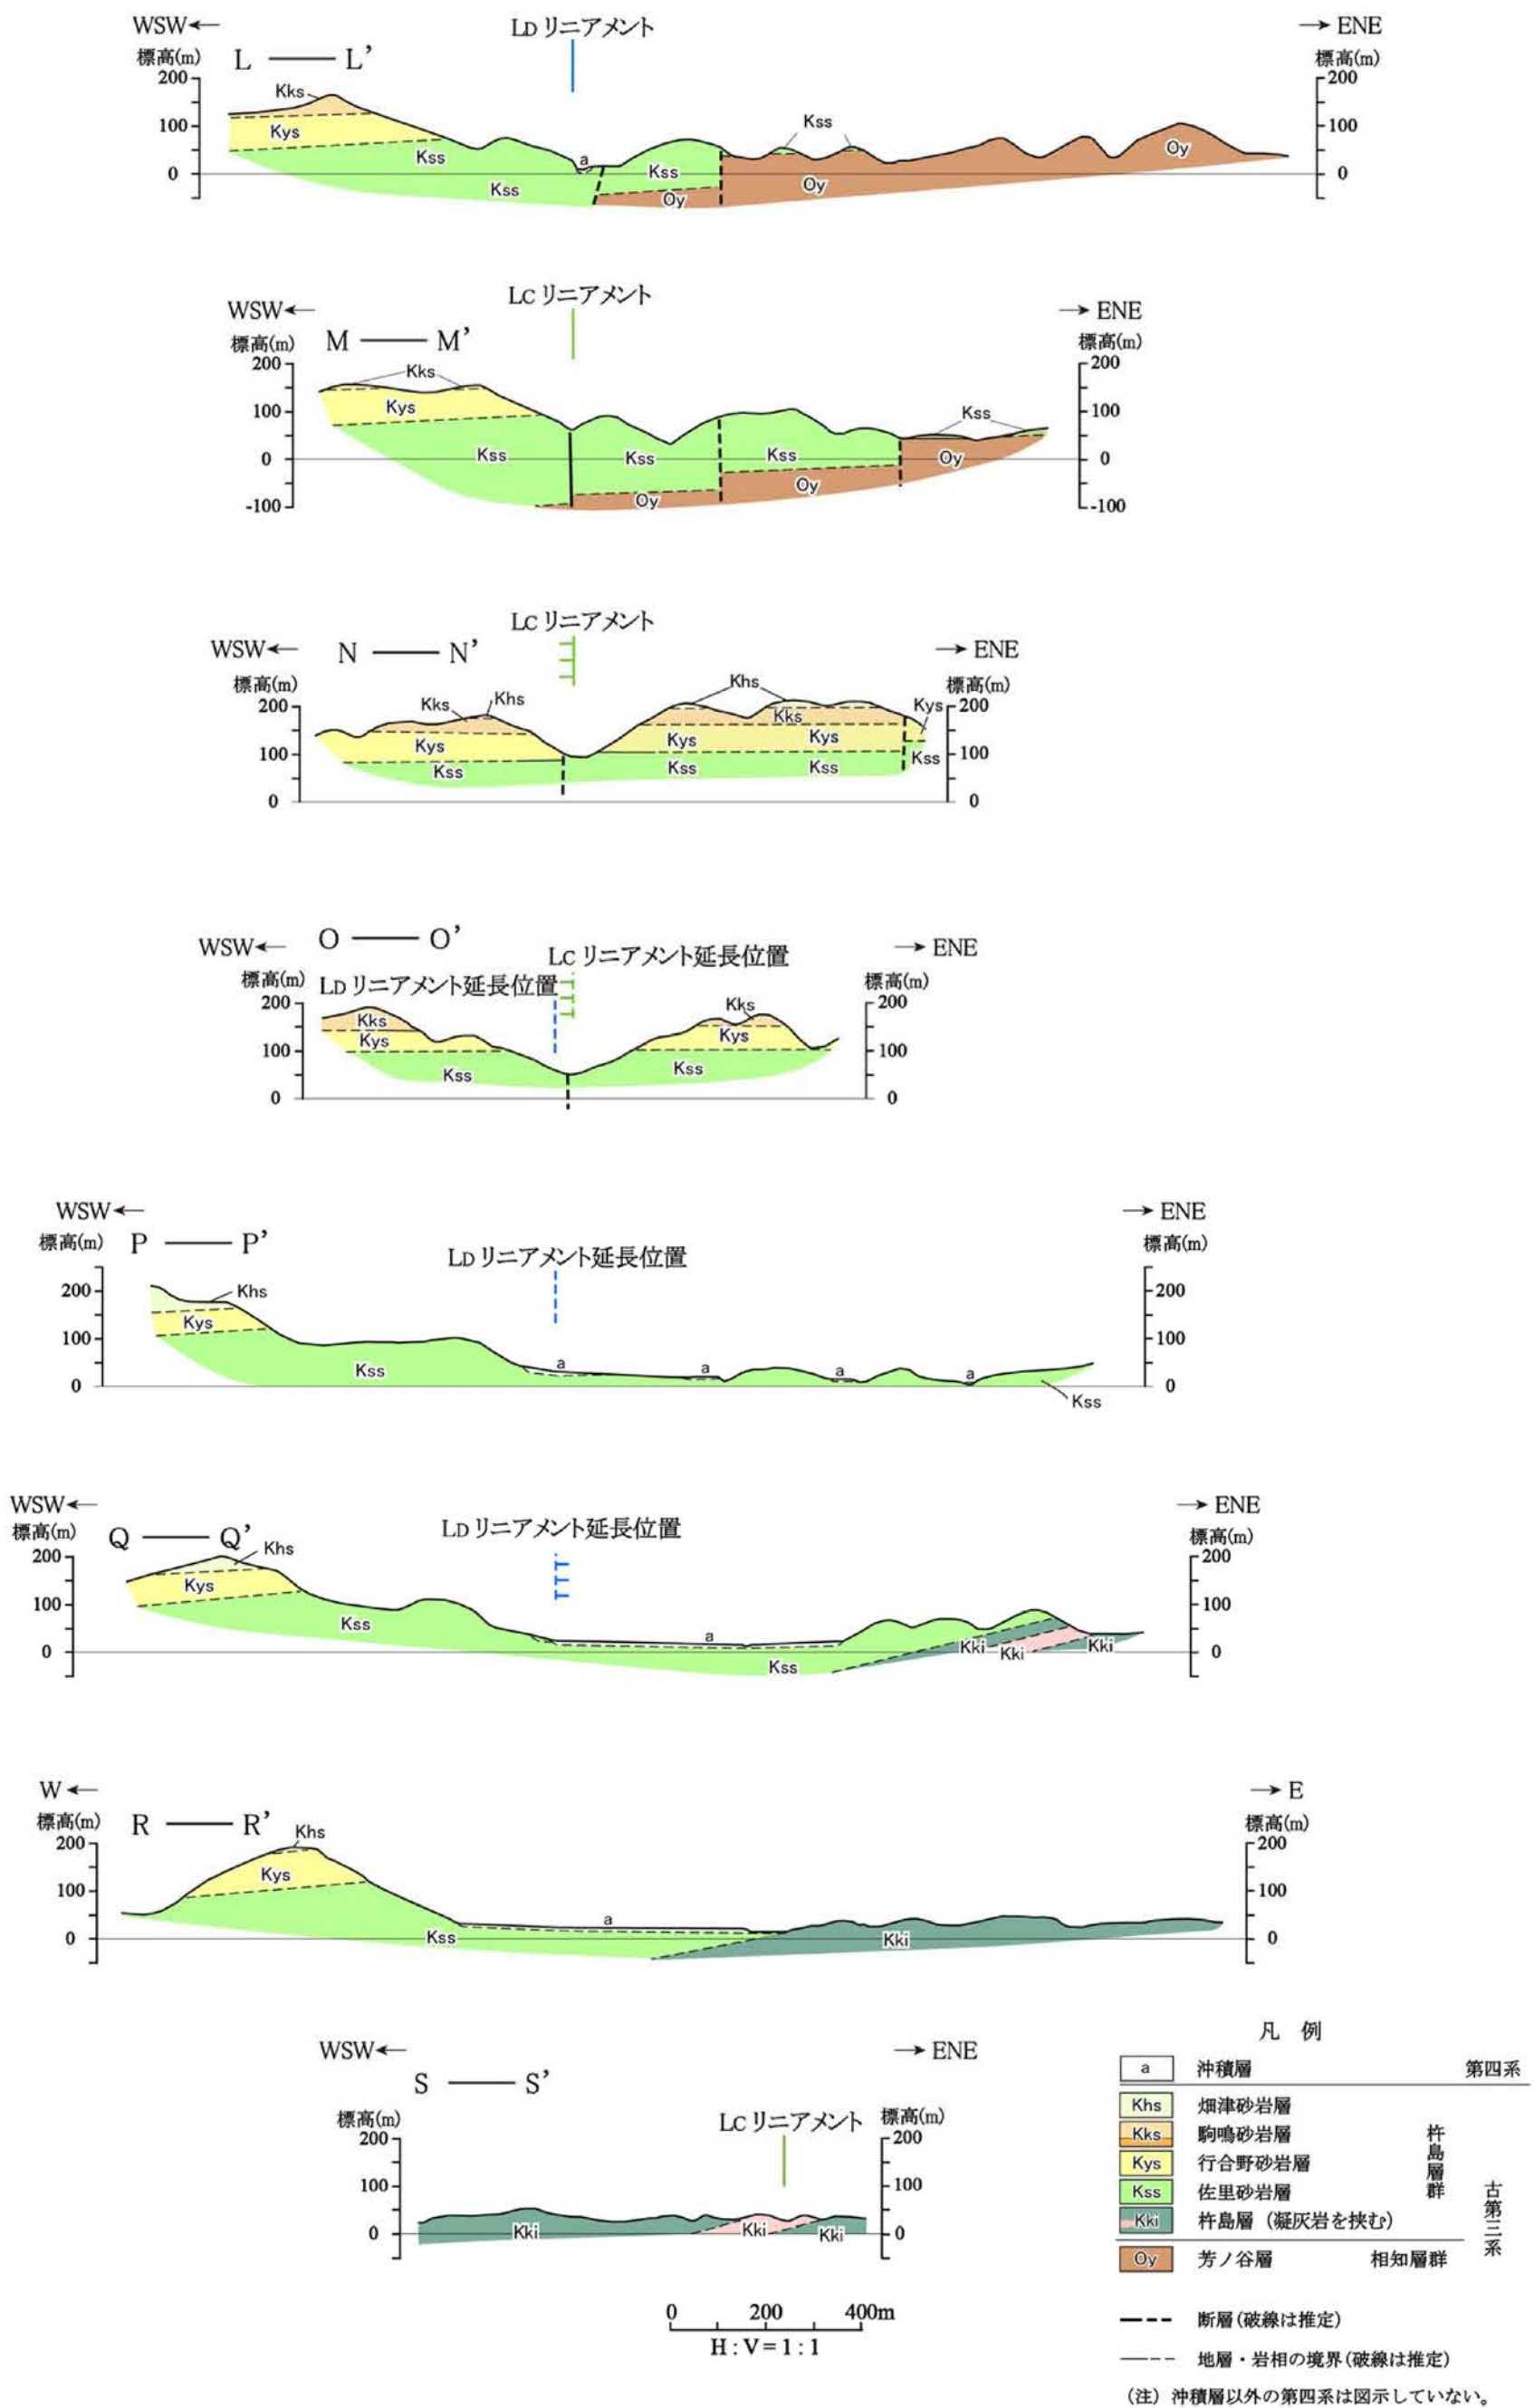 WSW← LD リニアメント → ENE
標高(m) L — L’ 標高(m)
200 Kks 200
Kss
100 Kys 100
Kss a Kss Oy
0 Kss Oy 0
Oy
LC リニアメント
WSW← → ENE
標高(m) M — M’ 標高(m)
200 Kks 200
100 Kys Kss 100
0 Kss Kss Kss Oy 0
Oy Oy
-100 -100
LC リニアメント
WSW← N — N’ → ENE
標高(m) Khs 標高(m)
200 Kks Khs Kks Kys 200
Kys Kys Kys
100 Kss Kss Kss Kss 100
0 0
WSW← O — O’ → ENE
LC リニアメント延長位置
標高(m) LD リニアメント延長位置 標高(m)
200 Kks Kks 200
Kys Kys
100 Kss Kss 100
0 0
WSW← → ENE
標高(m) P — P’ 標高(m)
LD リニアメント延長位置
200 Khs 200
Kys
100 100
Kss a a a a
0 0
Kss
WSW← → ENE
標高(m) Q — Q’ LD リニアメント延長位置 標高(m)
200 Khs 200
Kys
100 100
Kss a
0 Kki Kki Kki 0
Kss
W← → E
標高(m) R — R’ 標高(m)
200 Khs 200
Kys
100 100
a
0 Kss Kki 0
WSW← → ENE
S — S’
標高(m) LC リニアメント 標高(m)
200 200
100 100
0 Kki Kki Kki 0
0 200 400m
H : V = 1 : 1
凡 例
a 沖積層 第四系
Khs 畑津砂岩層
Kks 駒鳴砂岩層
Kys 行合野砂岩層
Kss 佐里砂岩層
Kki 杵島層(凝灰岩を挟む)
杵島層群
古第三系
Oy 芳ノ谷層 相知層群
断層(破線は推定)
地層・岩相の境界(破線は推定)
(注) 沖積層以外の第四系は図示していない。